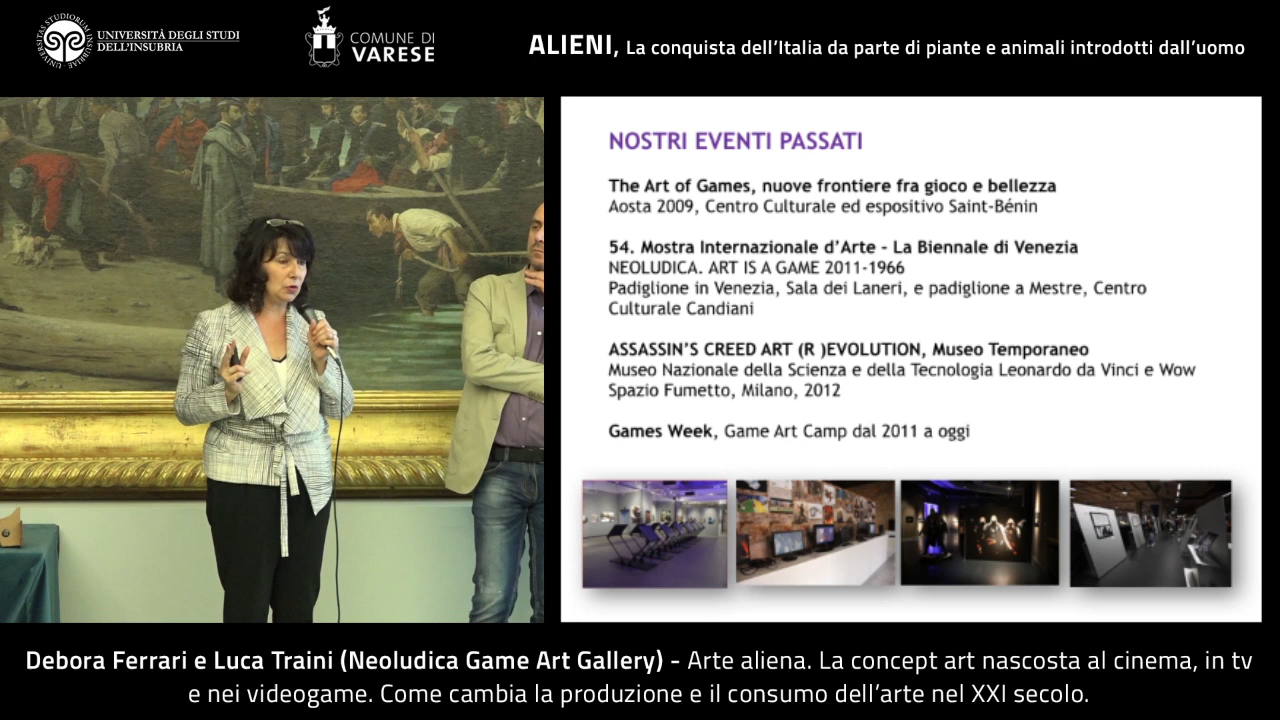 UNIVERSITÀ DEGLI STUDI
DELL'INSUBRIA
COMUNE DI
VARESE
ALIENI, La conquista dell'Italia da parte di piante e animali introdotti dall'uomo
NOSTRI EVENTI PASSATI
The Art of Games, nuove frontiere fra gioco e bellezza
Aosta 2009, Centro Culturale ed espositivo Saint-Bénin
54. Mostra Internazionale d'Arte - La Biennale di Venezia
NEOLUDICA. ART IS A GAME 2011-1966
Padiglione in Venezia, Sala dei Laneri, e padiglione a Mestre, Centro
Culturale Candiani
ASSASSIN'S CREED ART (R )EVOLUTION, Museo Temporaneo
Museo Nazionale della Scienza e della Tecnologia Leonardo da Vinci e Wow
Spazio Fumetto, Milano, 2012
Games Week, Game Art Camp dal 2011 a oggi
Debora Ferrari e Luca Traini (Neoludica Game Art Gallery) - Arte aliena. La concept art nascosta al cinema, in tv
e nei videogame. Come cambia la produzione e il consumo dell'arte nel XXI secolo.